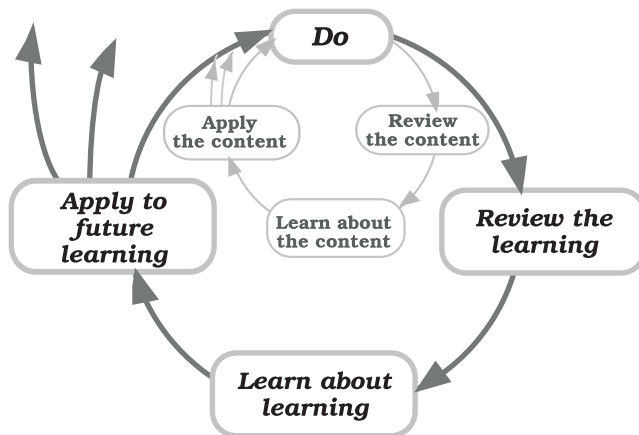 Do
Apply
the content
Review
the content
Learn about
the content
Apply to
future
learning
Review the
learning
Learn about
learning